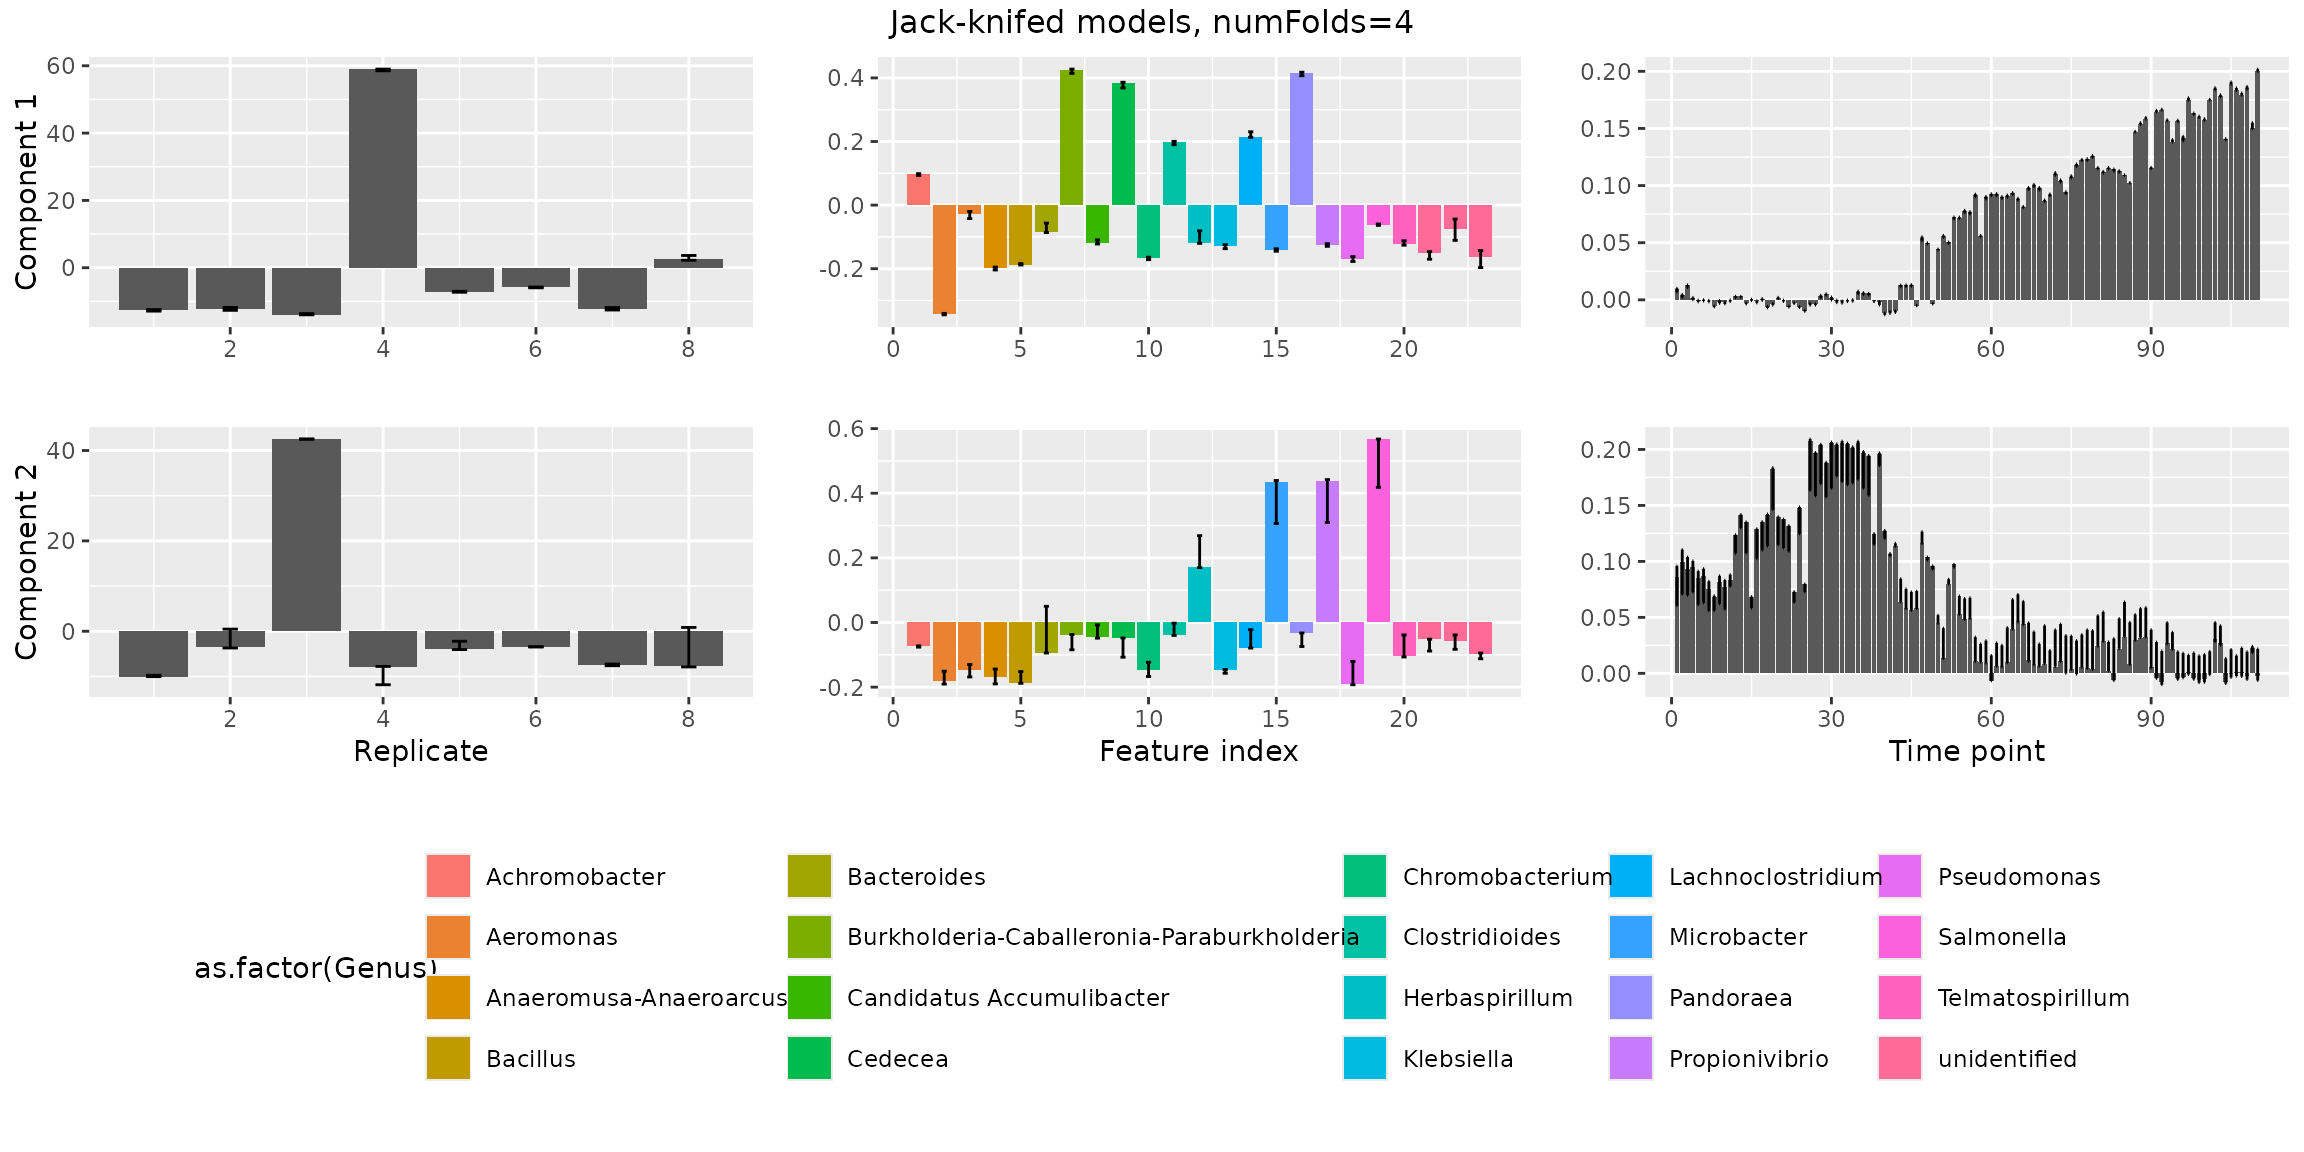 Jack-knifed models, numFolds=4
Component 1
60
40
20
0
2 4 6 8
0.4
0.2
0.0
-0.2
0 5 10 15 20
0.20
0.15
0.10
0.05
0.00
0 30 60 90
Component 2
40
20
0
2 4 6 8
Replicate
0.6
0.4
0.2
0.0
-0.2
0 5 10 15 20
Feature index
0.20
0.15
0.10
0.05
0.00
0 30 60 90
Time point
as.factor(Genus)
Achromobacter
Aeromonas
Anaeromusa-Anaeroarcus
Bacillus
Bacteroides
Burkholderia-Caballeronia-Paraburkholderia
Candidatus Accumulibacter
Cedecea
Chromobacterium
Clostridioides
Herbaspirillum
Klebsiella
Lachnoclostridium
Microbacter
Pandoraea
Propionivibrio
Pseudomonas
Salmonella
Telmatospirillum
unidentified